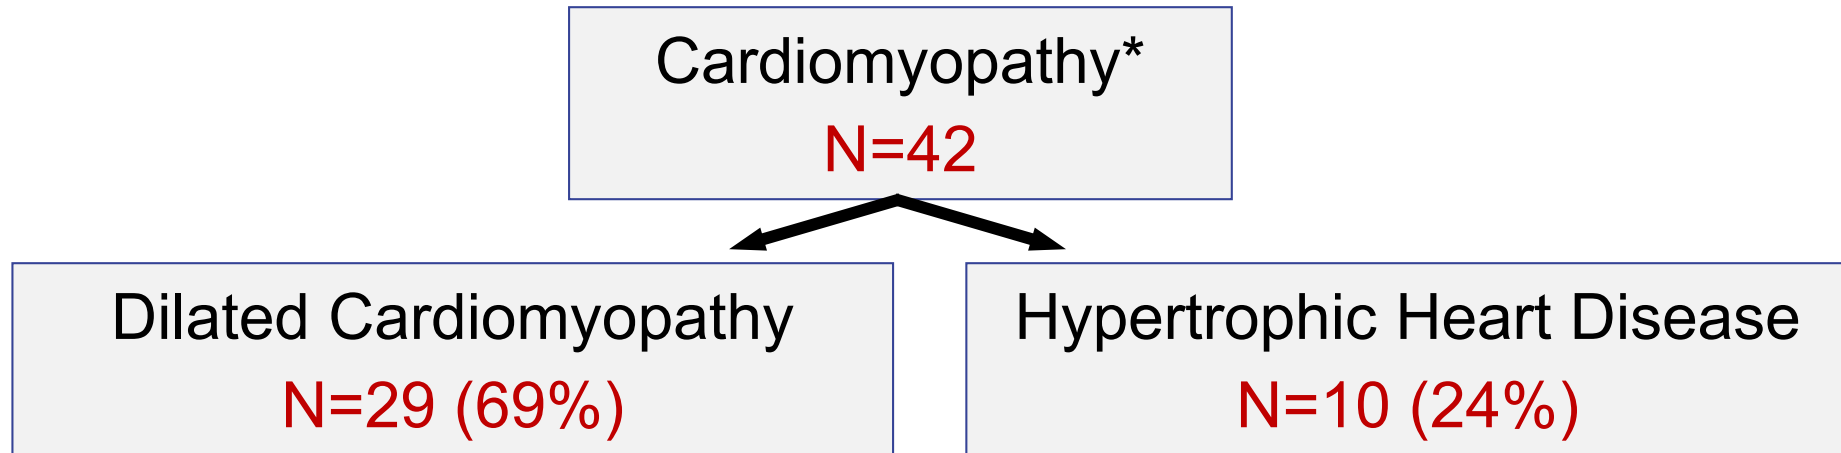 Cardiomyopathy*
N=42
Dilated Cardiomyopathy
N=29 (69%)
Hypertrophic Heart Disease
N=10 (24%)